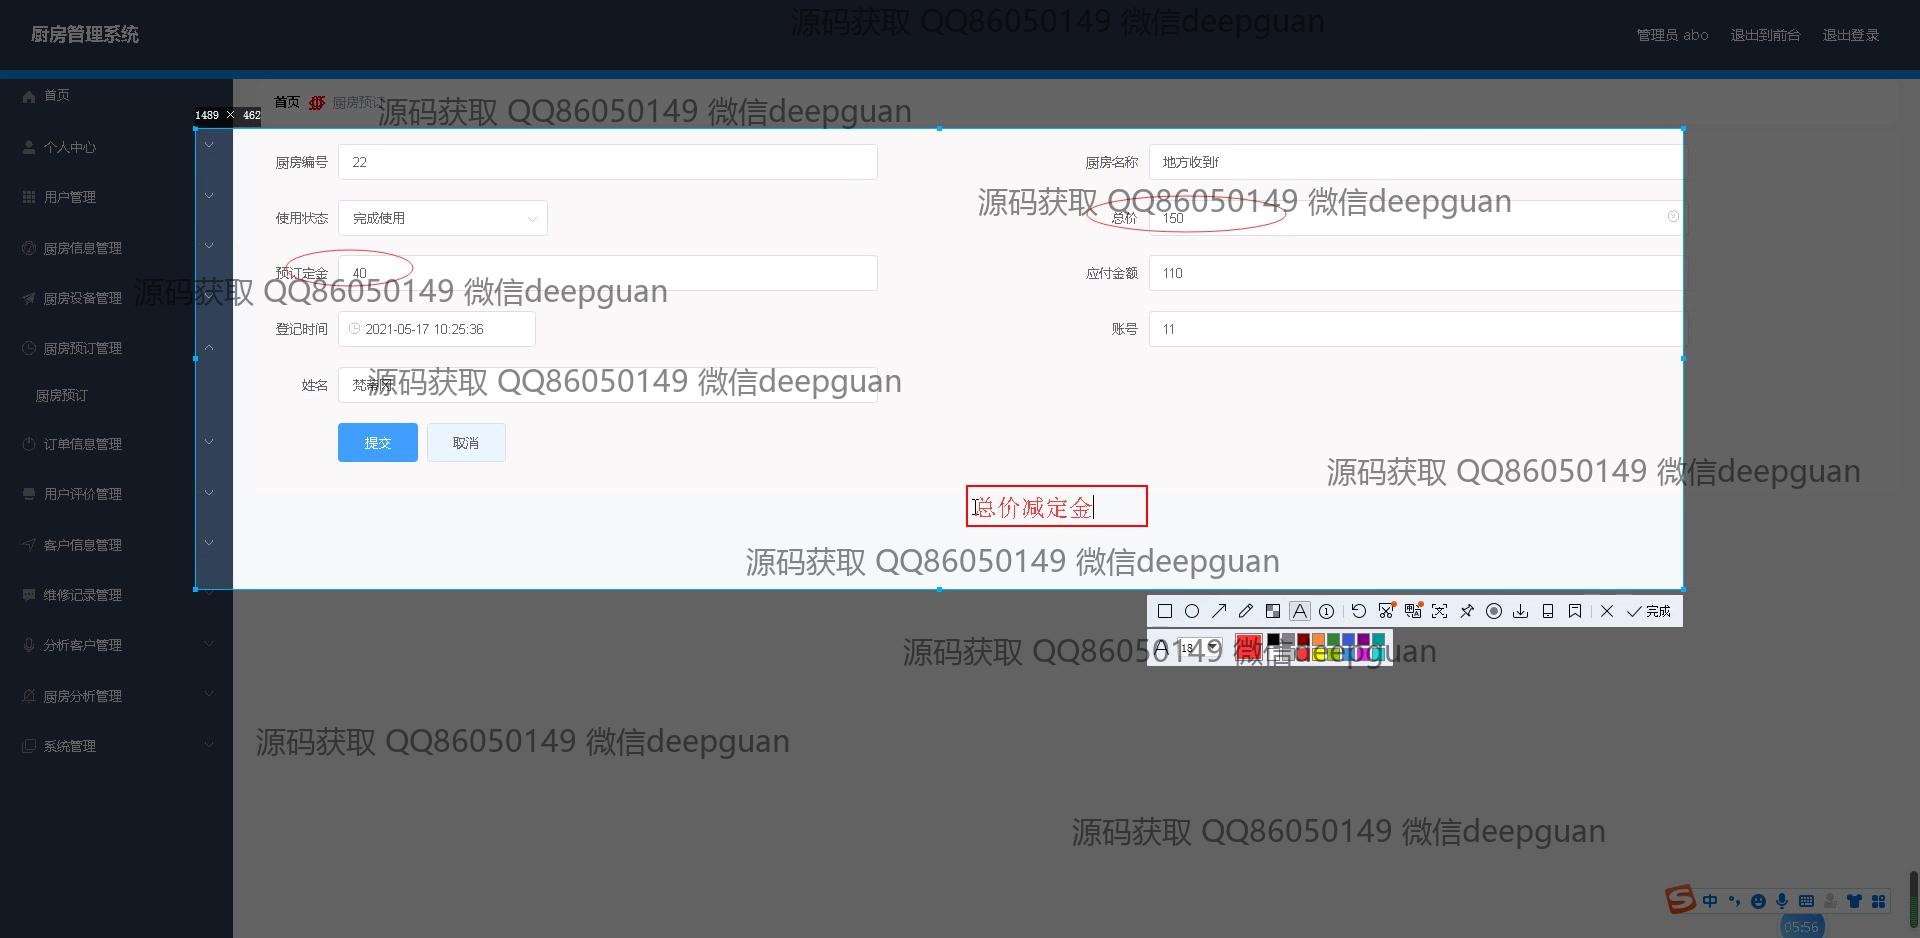 源码获取 QQ86050149 微信deepguan
厨房管理系统
管理员 abo
退出到前台
退出登录
首页
首页
源码获取 QQ86050149 微信deepguan
1489 × 462
个人中心
厨房编号
22
厨房名称
地方收到f
用户管理
源码获取 QQ86050149 微信deepguan
使用状态
完成使用
总价
150
厨房信息管理
预订定金
40
应付金额
110
厨房设备管理
源码获取 QQ86050149 微信deepguan
登记时间
2021-05-17 10:25:36
账号
11
厨房预订管理
姓名
源码获取 QQ86050149 微信deepguan
厨房预订
订单信息管理
提交
取消
源码获取 QQ86050149 微信deepguan
用户评价管理
总价减定金
客户信息管理
源码获取 QQ86050149 微信deepguan
维修记录管理
完成
分析客户管理
源码获取 QQ86050149 微信deepguan
18
厨房分析管理
系统管理
源码获取 QQ86050149 微信deepguan
源码获取 QQ86050149 微信deepguan
中
05:56